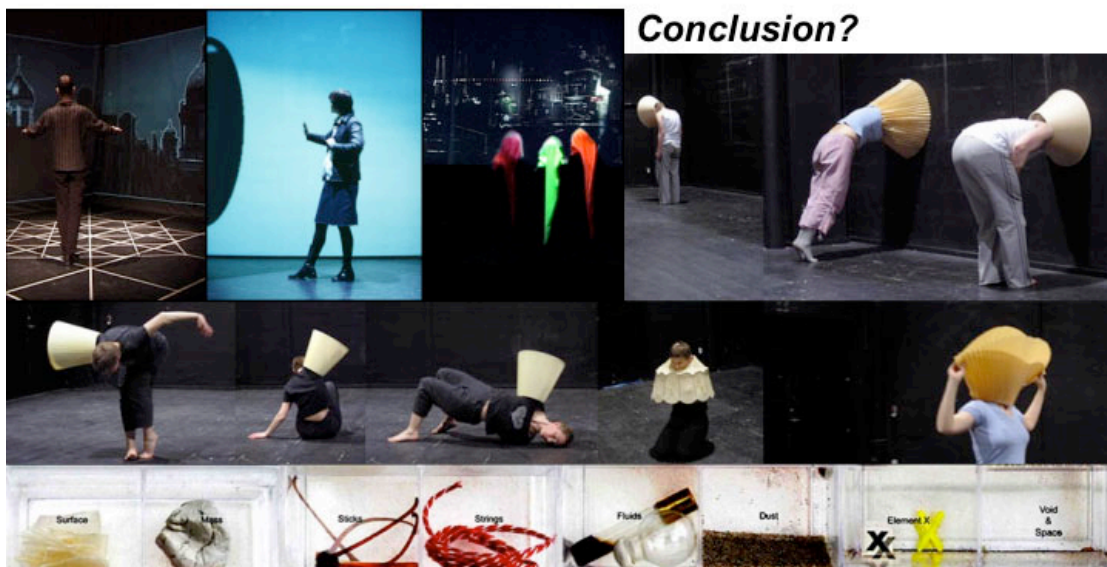 Conclusion?
Surface
Mass
Sticks
Strings
Fluids
Dust
Element X
Void
&
Space
X
X